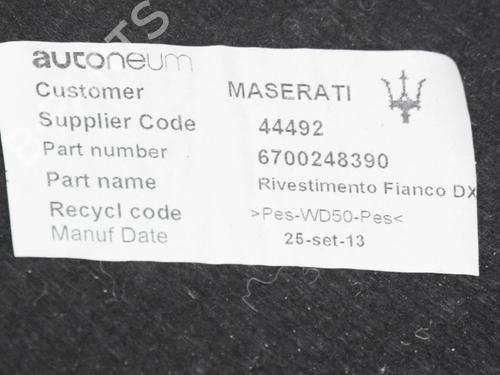 autoneum
Customer MASERATI
Supplier Code 44492
Part number 6700248390
Part name Rivestimento Fianco DX
Recycl code >Pes-WD50-Pes<
Manuf Date 25-set-13